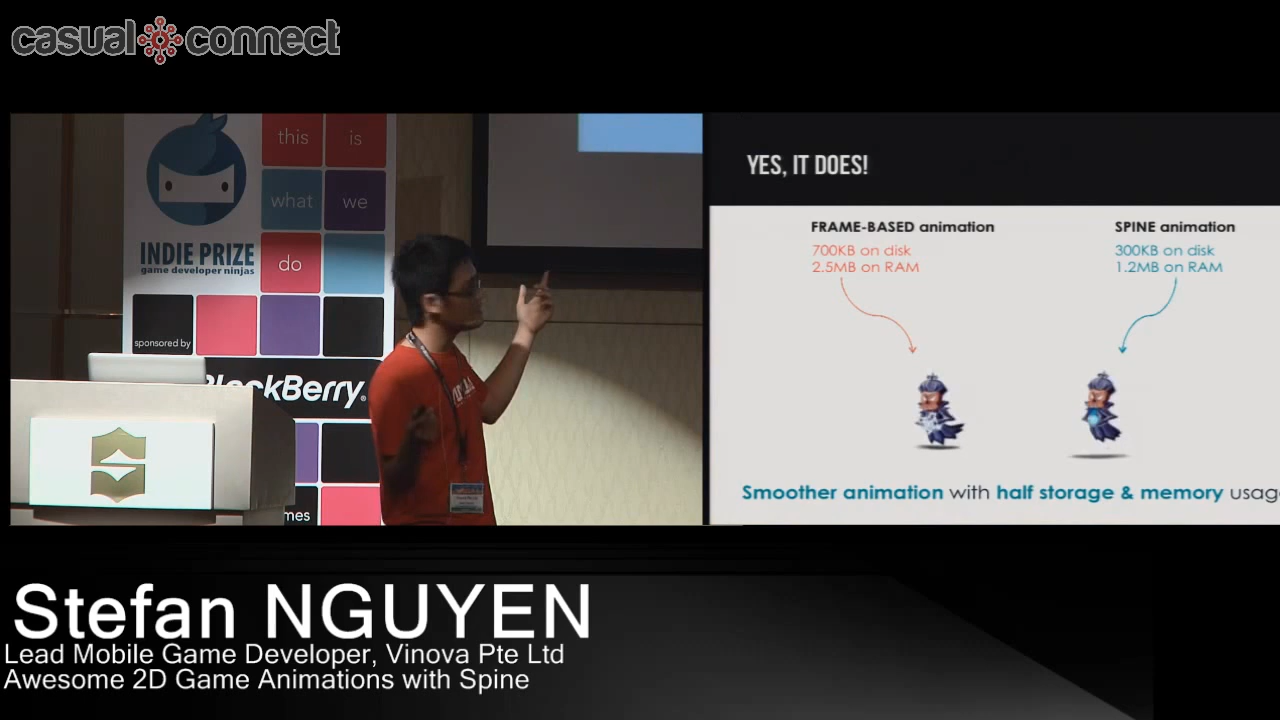 casual connect
this is
what we
do
INDIE PRIZE
game developer ninjas
sponsored by
BlackBerry
mes
YES, IT DOES!
FRAME-BASED animation
700KB on disk
2.5MB on RAM
SPINE animation
300KB on disk
1.2MB on RAM
Smoother animation with half storage & memory usag
Stefan NGUYEN
Lead Mobile Game Developer, Vinova Pte Ltd
Awesome 2D Game Animations with Spine